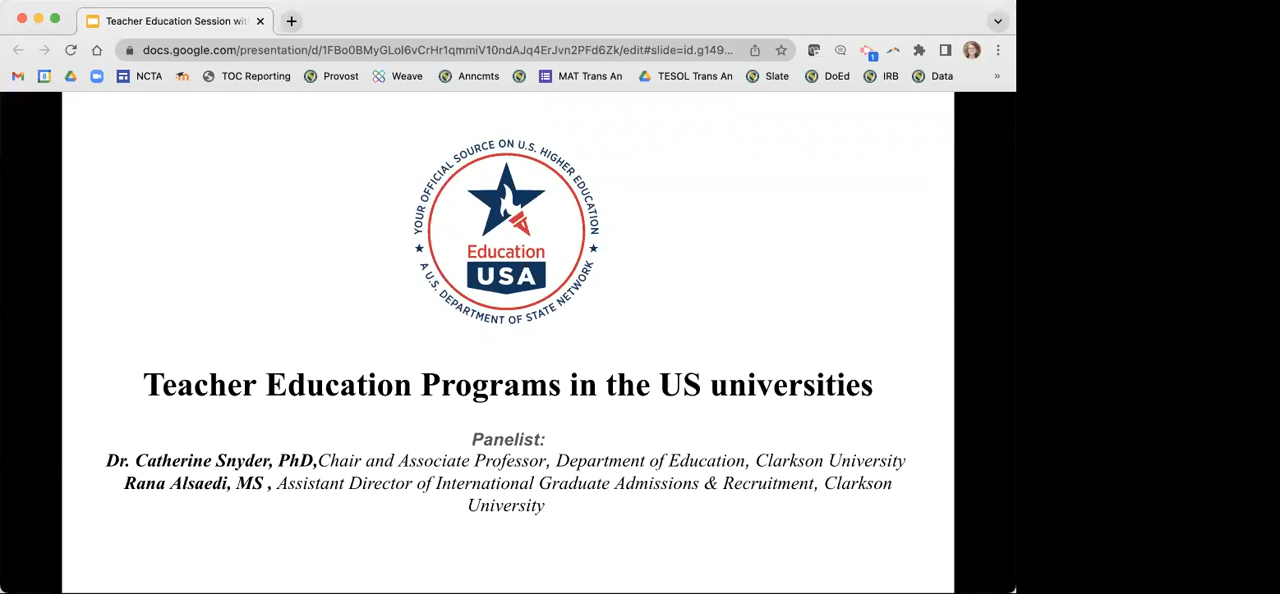 Teacher Education Session wit
docs.google.com/presentation/d/1FBo0BMyGLol6vCrHr1qmmiV10ndAJq4ErJvn2PFd6Zk/edit#slide=id.g149...
1
8 NCTA TOC Reporting Provost Weave Anncmts MAT Trans An TESOL Trans An Slate DoEd IRB Data »
YOUR OFFICIAL SOURCE ON U.S. HIGHER EDUCATION
Education
USA
A U.S. DEPARTMENT OF STATE NETWORK
Teacher Education Programs in the US universities
Panelist:
Dr. Catherine Snyder, PhD,Chair and Associate Professor, Department of Education, Clarkson University
Rana Alsaedi, MS , Assistant Director of International Graduate Admissions & Recruitment, Clarkson
University